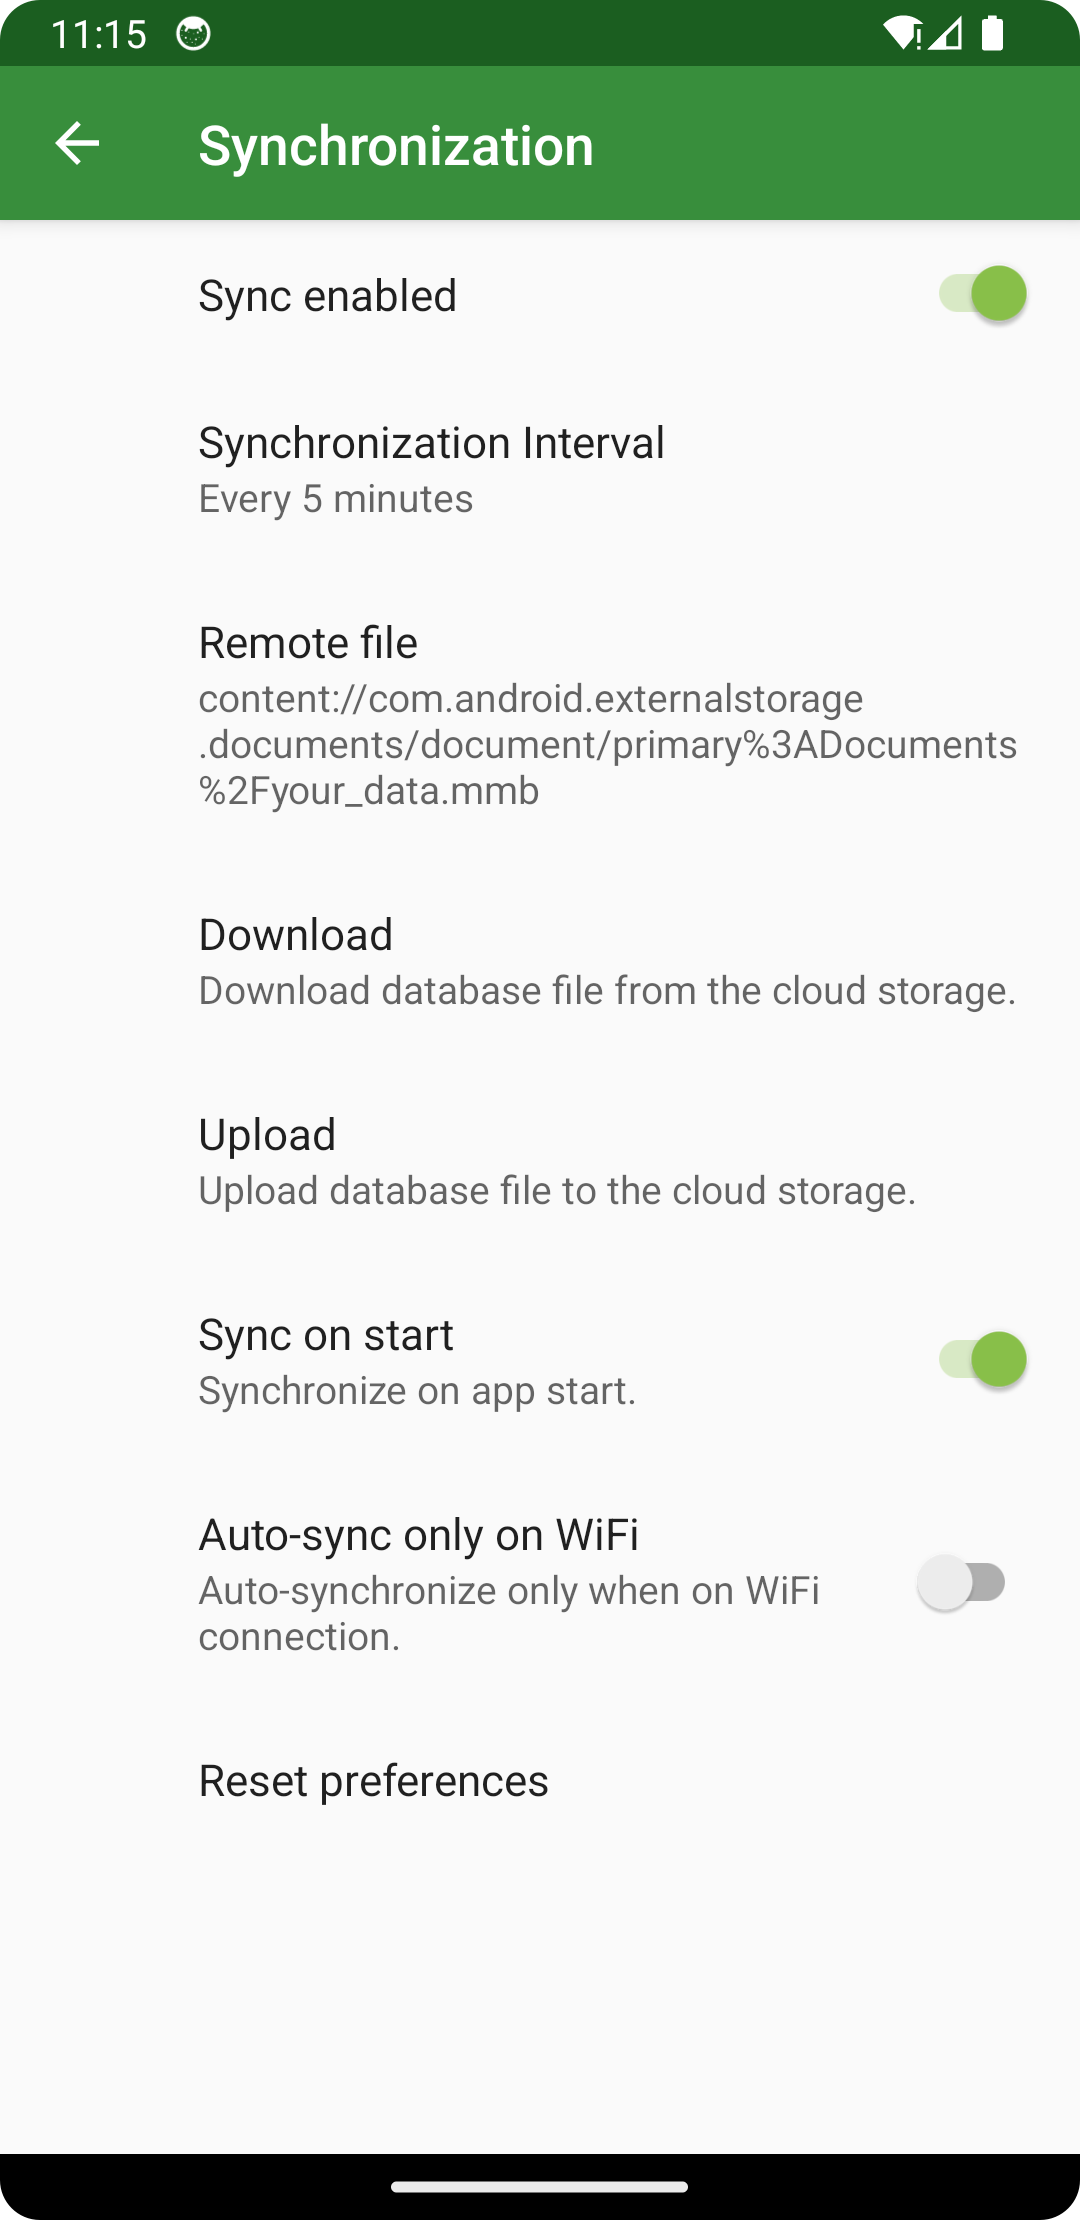 11:15
Synchronization
Sync enabled
Synchronization Interval
Every 5 minutes
Remote file
content://com.android.externalstorage
.documents/document/primary%3ADocuments
%2Fyour_data.mmb
Download
Download database file from the cloud storage.
Upload
Upload database file to the cloud storage.
Sync on start
Synchronize on app start.
Auto-sync only on WiFi
Auto-synchronize only when on WiFi
connection.
Reset preferences